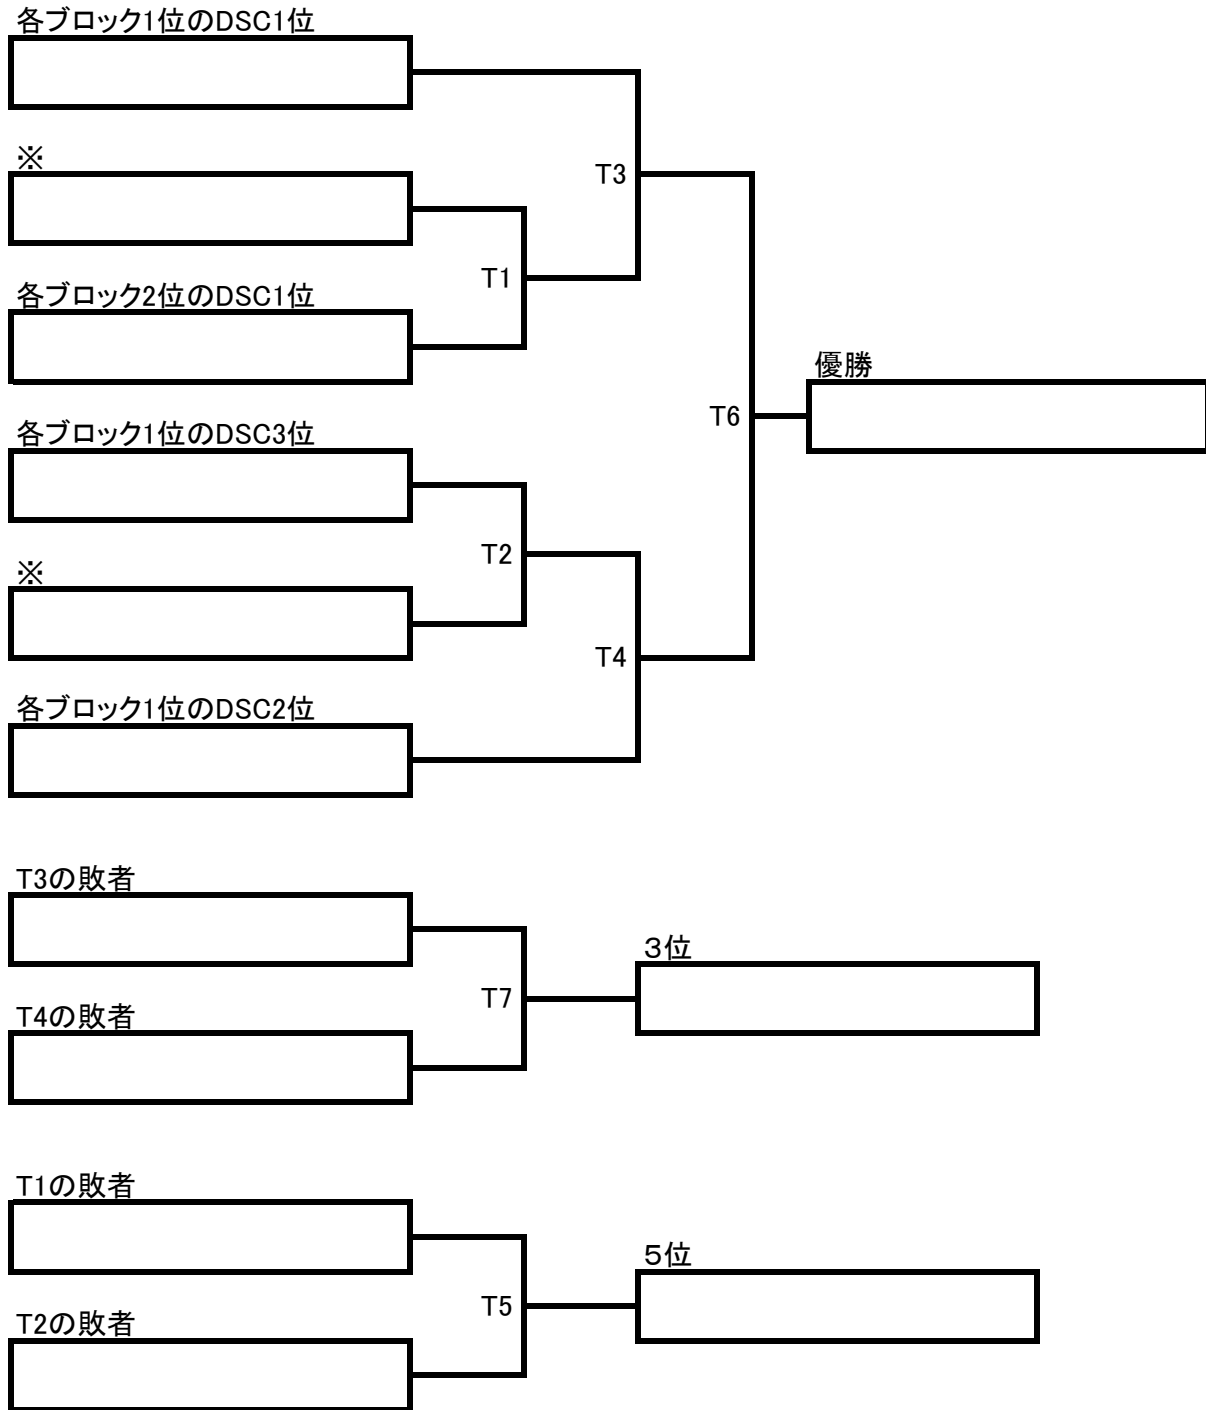 各ブロック1位のDSC1位
※
T3
T1
各ブロック2位のDSC1位
優勝
各ブロック1位のDSC3位
T6
T2
※
T4
各ブロック1位のDSC2位
T3の敗者
3位
T7
T4の敗者
T1の敗者
5位
T5
T2の敗者